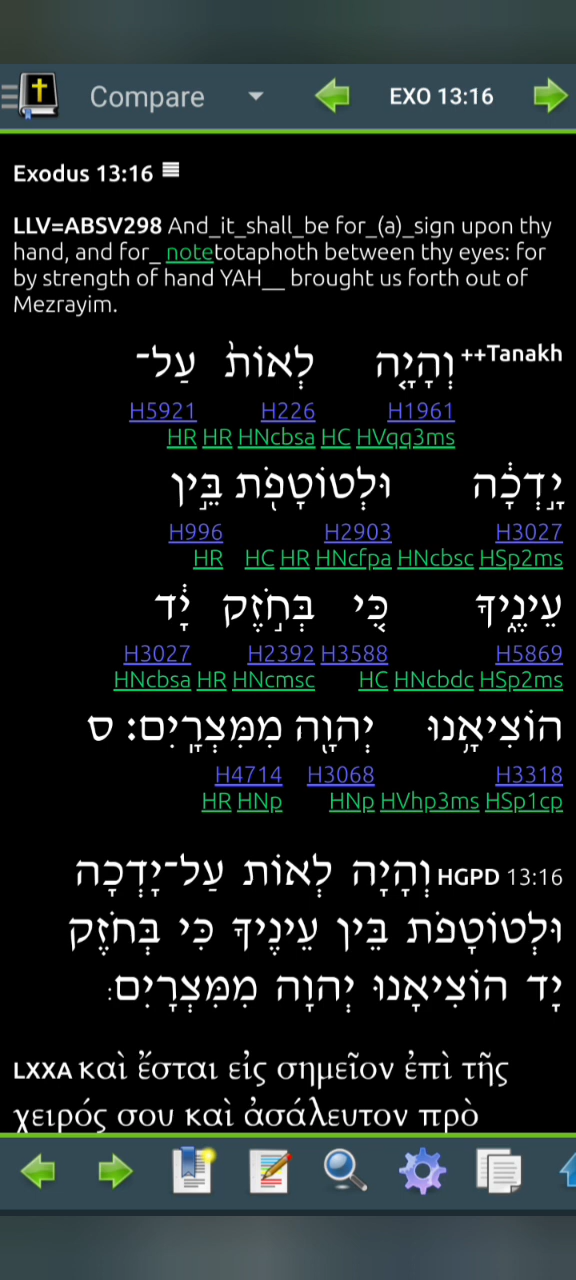 Compare
EXO 13:16
Exodus 13:16
LLV=ABSV298 And_it_shall_be for_(a)_sign upon thy
hand, and for_ notetotaphoth between thy eyes: for
by strength of hand YAH__ brought us forth out of
Mezrayim.
++Tanakh וְהָיָ֤ה לְאוֹת֙ עַל־
H5921 H226 H1961
HR HR HNcbsa HC HVqq3ms
יָ֣דְכָ֔ה וּלְטוֹטָפֹ֖ת בֵּ֣ין
H996 H2903 H3027
HR HC HR HNcfpa HNcbsc HSp2ms
עֵינֶ֑יךָ כִּ֚י בְּחֹ֣זֶק יָ֔ד
H3027 H2392 H3588 H5869
HNcbsa HR HNcmsc HC HNcbdc HSp2ms
הוֹצִיאָ֥נוּ יְהוָ֖ה מִמִּצְרָֽיִם׃ ס
H4714 H3068 H3318
HR HNp HNp HVhp3ms HSp1cp
HGPD 13:16 וְהָיָה לְאוֹת עַל־יָדְכָה
וּלְטוֹטָפֹת בֵּין עֵינֶיךָ כִּי בְּחֹזֶק
יָד הוֹצִיאָנוּ יְהוָה מִמִּצְרָיִם׃
LXXA καὶ ἔσται εἰς σημεῖον ἐπὶ τῆς
χειρός σου καὶ ἀσάλευτον πρὸ